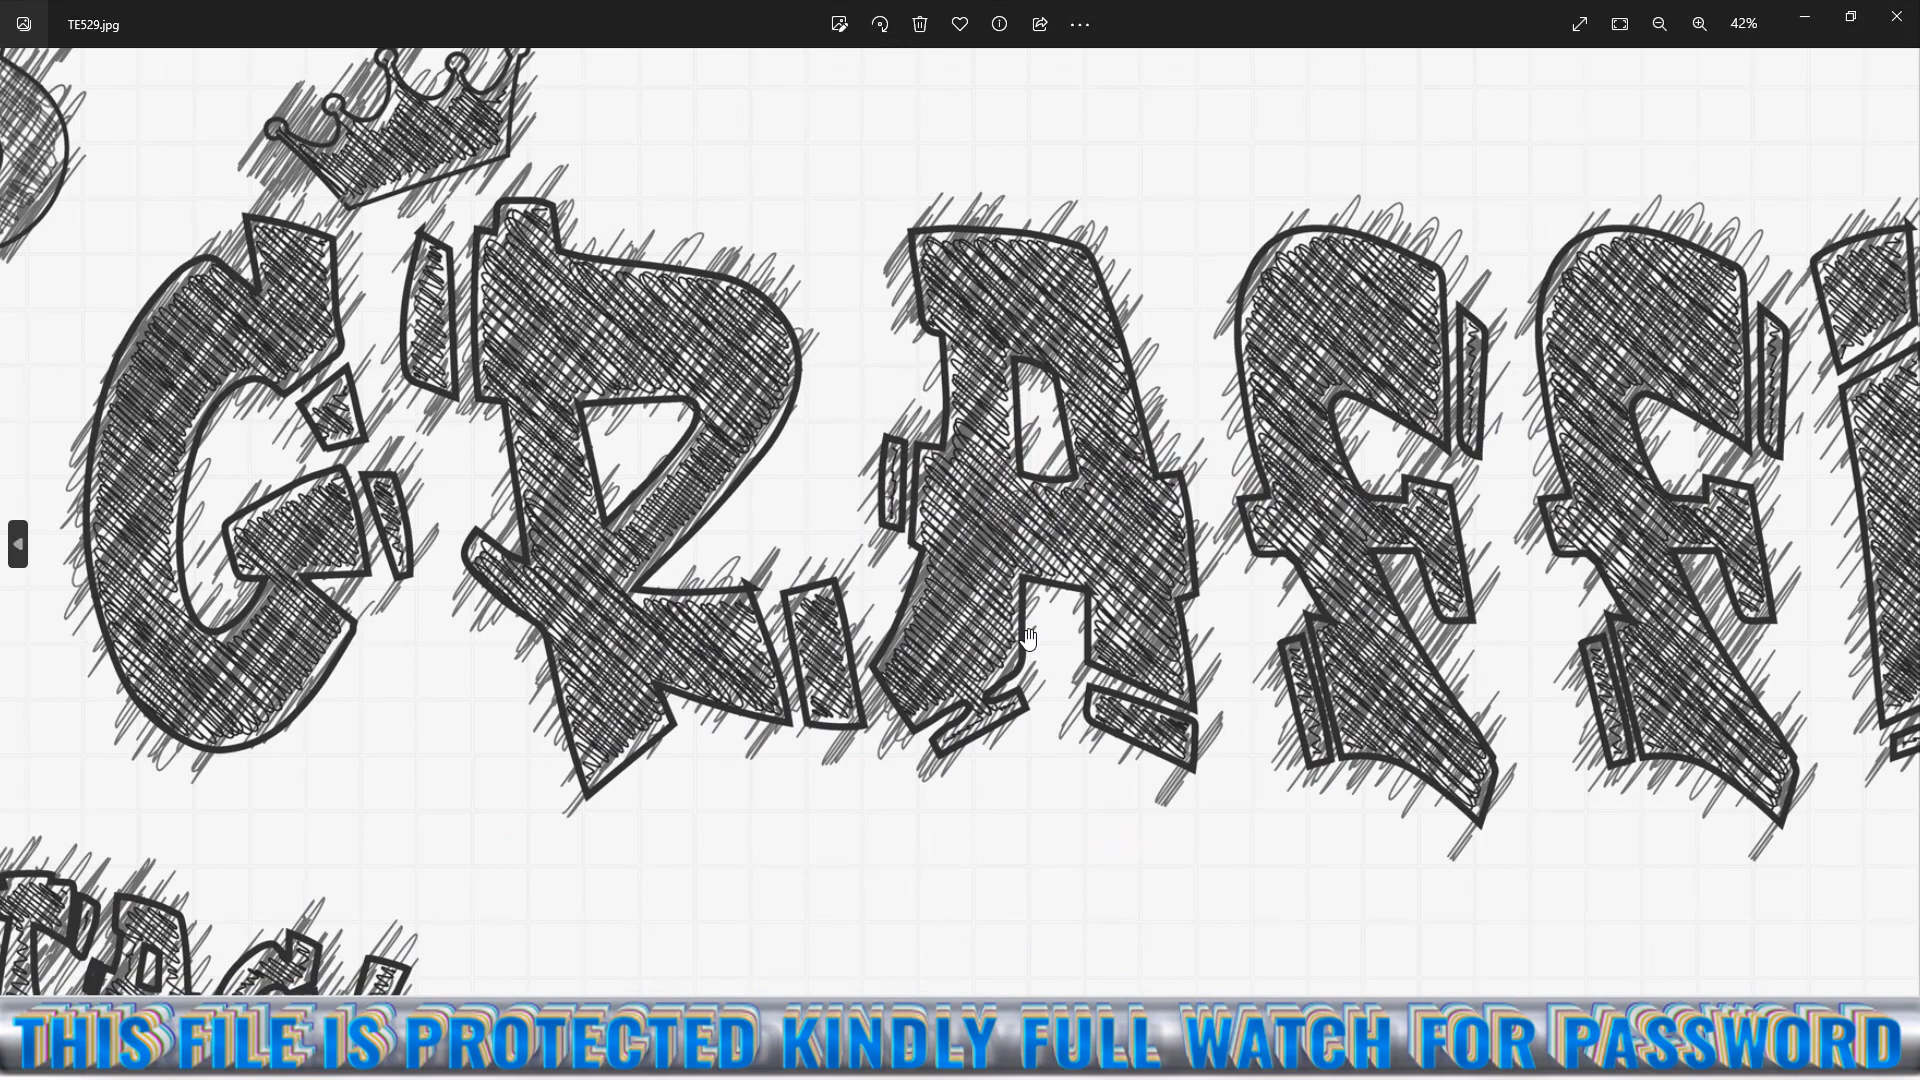 TE529.jpg
42%
GRAFF
THIS FILE IS PROTECTED KINDLY FULL WATCH FOR PASSWORD